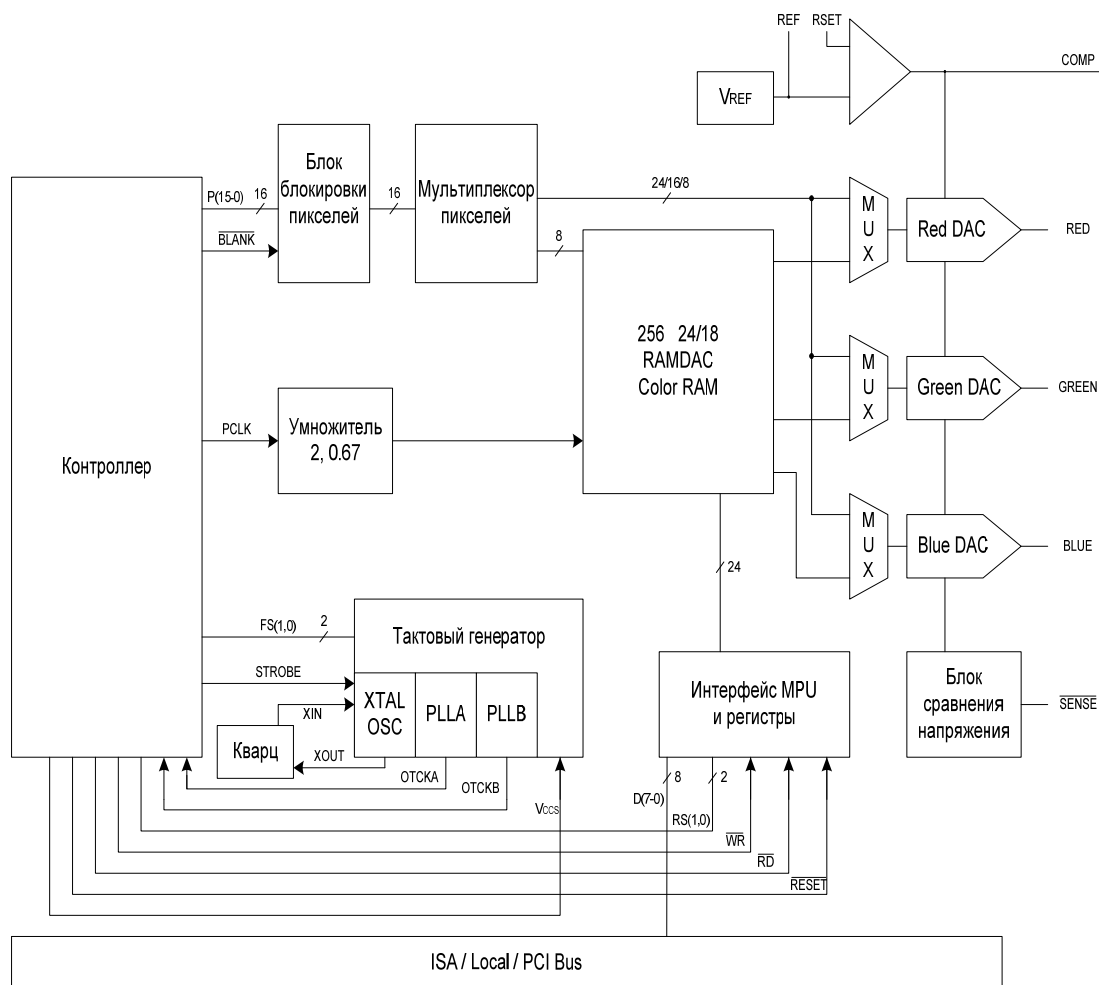 REF
RSET
COMP
VREF
Блок
блокировки
пикселей
Мультиплексор
пикселей
P(15-0)
16
16
24/16/8
BLANK
8
M
U
X
Red DAC
RED
256 24/18
RAMDAC
Color RAM
M
U
X
Green DAC
GREEN
PCLK
Умножитель
2, 0.67
Контроллер
M
U
X
Blue DAC
BLUE
24
FS(1,0)
2
Тактовый генератор
STROBE
XTAL
OSC
PLLA
PLLB
XIN
Кварц
XOUT
Интерфейс MPU
и регистры
Блок
сравнения
напряжения
SENSE
OTCKA
OTCKB
VCCS
8
2
D(7-0)
RS(1,0)
WR
RD
RESET
ISA / Local / PCI Bus